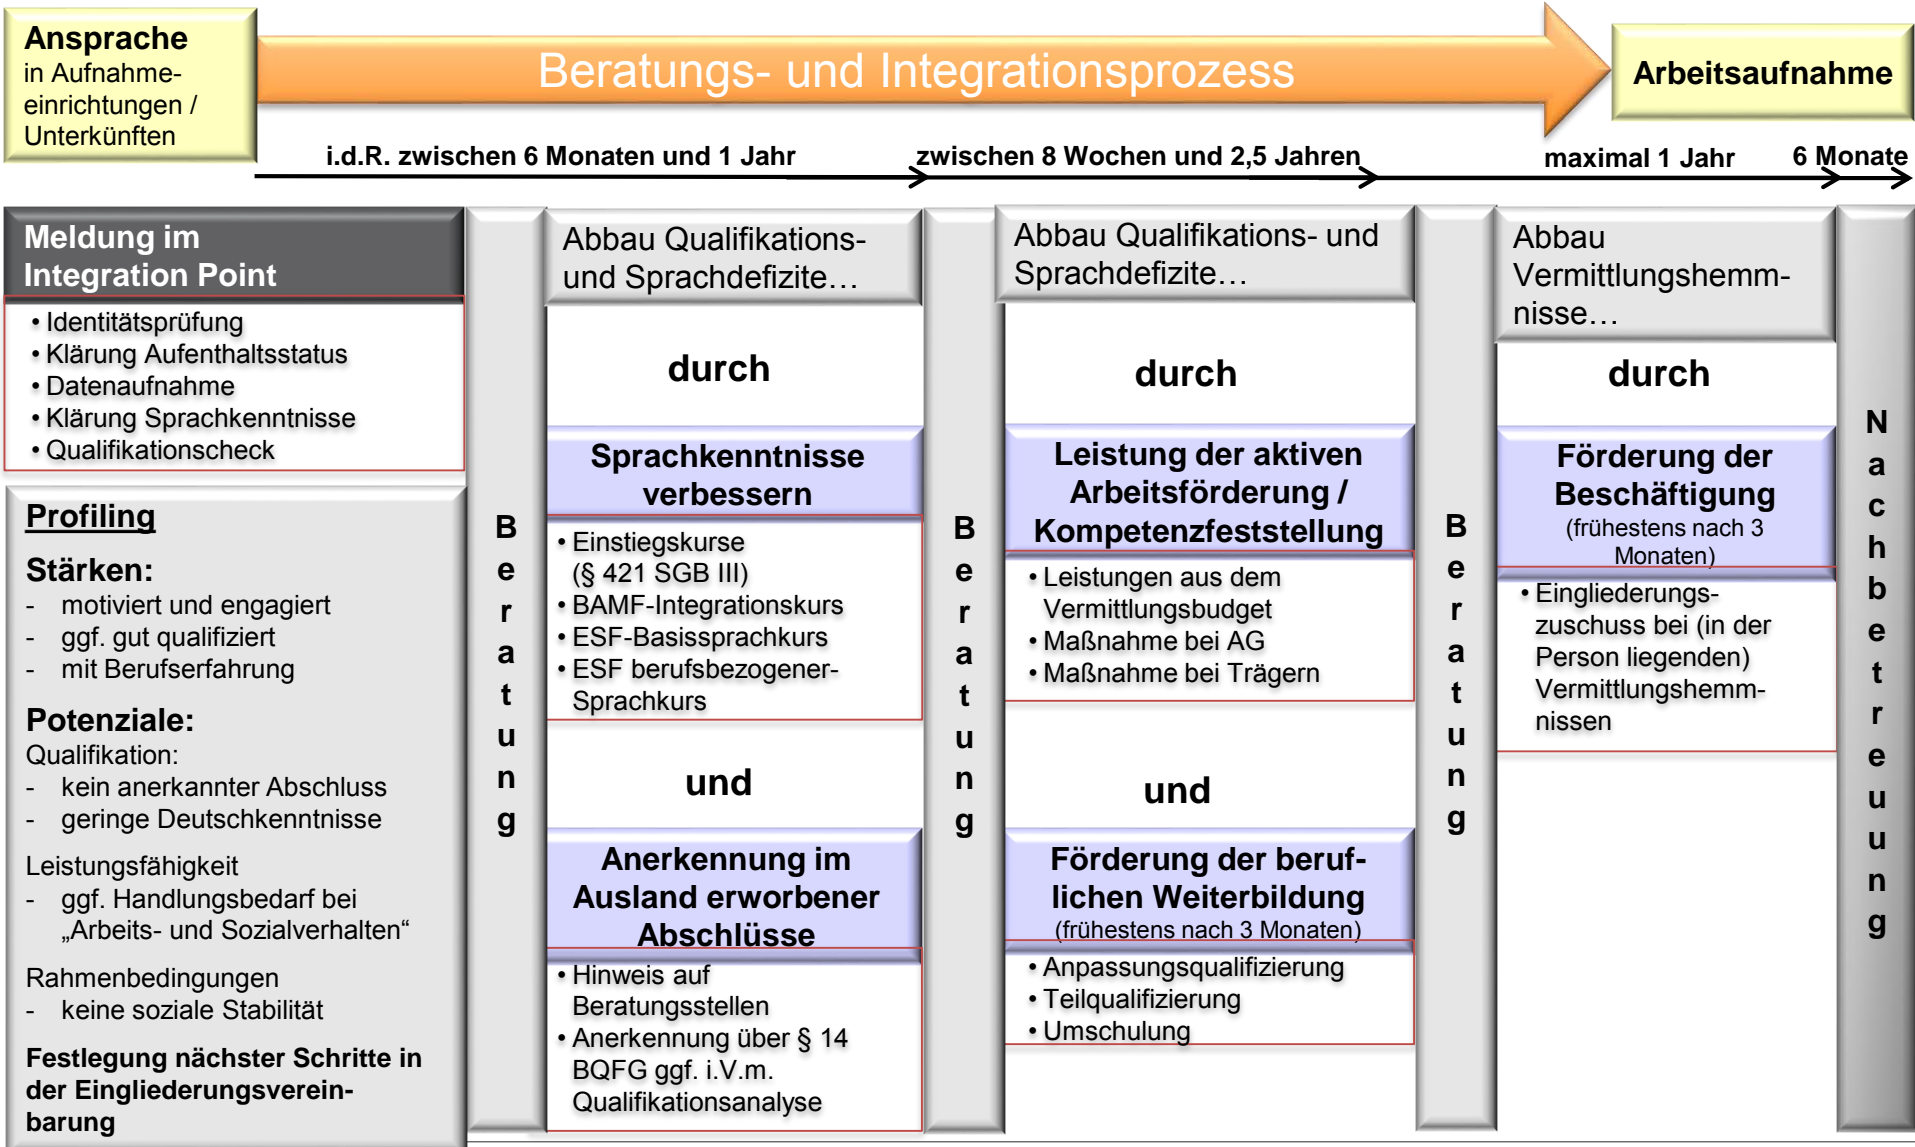 Ansprache
in Aufnahme-
einrichtungen /
Unterkünften
Beratungs- und Integrationsprozess
Arbeitsaufnahme
i.d.R. zwischen 6 Monaten und 1 Jahr
zwischen 8 Wochen und 2,5 Jahren
maximal 1 Jahr
6 Monate
Meldung im
Integration Point
• Identitätsprüfung
• Klärung Aufenthaltsstatus
• Datenaufnahme
• Klärung Sprachkenntnisse
• Qualifikationscheck
Profiling
Stärken:
- motiviert und engagiert
- ggf. gut qualifiziert
- mit Berufserfahrung
Potenziale:
Qualifikation:
- kein anerkannter Abschluss
- geringe Deutschkenntnisse
Leistungsfähigkeit
- ggf. Handlungsbedarf bei
„Arbeits- und Sozialverhalten“
Rahmenbedingungen
- keine soziale Stabilität
Festlegung nächster Schritte in
der Eingliederungsverein-
barung
Beratung
Abbau Qualifikations-
und Sprachdefizite…
durch
Sprachkenntnisse
verbessern
• Einstiegskurse
(§ 421 SGB III)
• BAMF-Integrationskurs
• ESF-Basissprachkurs
• ESF berufsbezogener-
Sprachkurs
und
Anerkennung im
Ausland erworbener
Abschlüsse
• Hinweis auf
Beratungsstellen
• Anerkennung über § 14
BQFG ggf. i.V.m.
Qualifikationsanalyse
Beratung
Abbau Qualifikations- und
Sprachdefizite…
durch
Leistung der aktiven
Arbeitsförderung /
Kompetenzfeststellung
• Leistungen aus dem
Vermittlungsbudget
• Maßnahme bei AG
• Maßnahme bei Trägern
und
Förderung der beruf-
lichen Weiterbildung
(frühestens nach 3 Monaten)
• Anpassungsqualifizierung
• Teilqualifizierung
• Umschulung
Beratung
Abbau
Vermittlungshemm-
nisse…
durch
Förderung der
Beschäftigung
(frühestens nach 3
Monaten)
• Eingliederungs-
zuschuss bei (in der
Person liegenden)
Vermittlungshemm-
nissen
Nachbetreuung